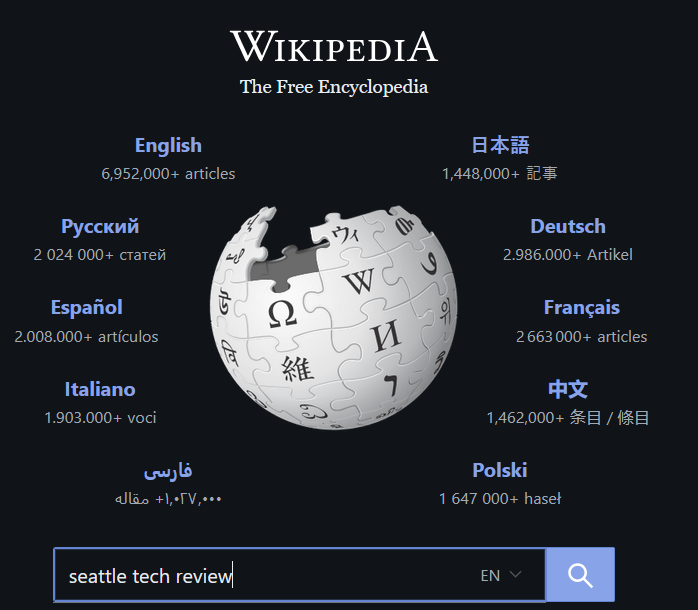 WIKIPEDIA
The Free Encyclopedia
English
6,952,000+ articles
日本語
1,448,000+ 記事
Русский
2 024 000+ статей
Deutsch
2.986.000+ Artikel
Español
2.008.000+ artículos
Français
2 663 000+ articles
Italiano
1.903.000+ voci
中文
1,462,000+ 条目 / 條目
فارسی
۱٬۰۲۷٬۰۰۰+ مقاله
Polski
1 647 000+ haseł
ウィ
W
Ω
И
維
seattle tech review
EN